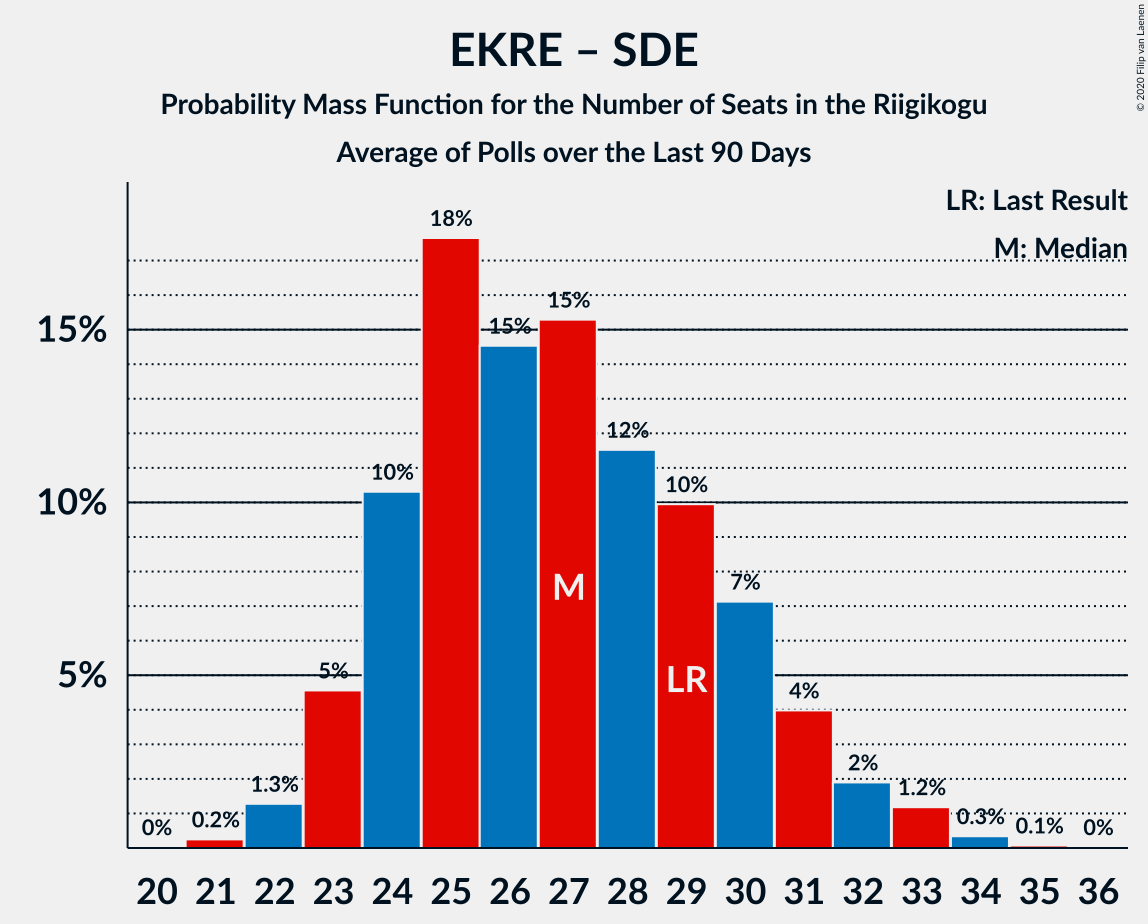 EKRE – SDE
Probability Mass Function for the Number of Seats in the Riigikogu
Average of Polls over the Last 90 Days
© 2020 Filip van Laenen
LR: Last Result
M: Median
15%
10%
5%
0%
0.2%
1.3%
5%
10%
18%
15%
15%
12%
10%
7%
4%
2%
1.2%
0.3%
0.1%
0%
M
LR
20 21 22 23 24 25 26 27 28 29 30 31 32 33 34 35 36